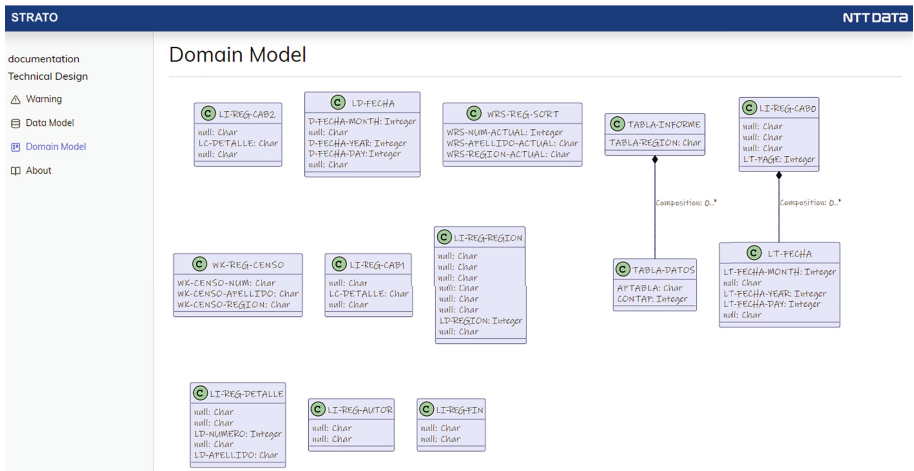 STRATO
NTT DATA
documentation
Technical Design
Warning
Data Model
Domain Model
About
Domain Model
C LI-REG-CAB2
null: Char
LC-DETALLE: Char
null: Char
C LD-FECHA
D-FECHA-MONTH: Integer
null: Char
D-FECHA-YEAR: Integer
D-FECHA-DAY: Integer
null: Char
C WRS-REG-SORT
WRS-NUM-ACTUAL: Integer
WRS-APELLIDO-ACTUAL: Char
WRS-REGION-ACTUAL: Char
C TABLA-INFORME
TABLA-REGION: Char
C LI-REG-CAB0
null: Char
null: Char
null: Char
LT-PAGE: Integer
Composition: 0..*
Composition: 0..*
C WK-REG-CENSO
WK-CENSO-NUM: Char
WK-CENSO-APELLIDO: Char
WK-CENSO-REGION: Char
C LI-REG-CAB1
null: Char
LC-DETALLE: Char
null: Char
C LI-REG-REGION
null: Char
null: Char
null: Char
null: Char
null: Char
null: Char
LD-REGION: Integer
null: Char
C TABLA-DATOS
APTABLA: Char
CONTAP: Integer
C LT-FECHA
LT-FECHA-MONTH: Integer
null: Char
LT-FECHA-YEAR: Integer
LT-FECHA-DAY: Integer
null: Char
C LI-REG-DETALLE
null: Char
null: Char
LD-NUMERO: Integer
null: Char
LD-APELLIDO: Char
C LI-REG-AUTOR
null: Char
null: Char
C LI-REG-FIN
null: Char
null: Char